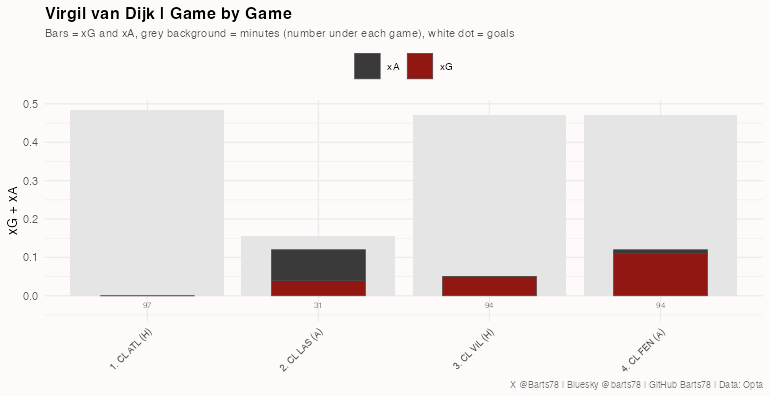 Virgil van Dijk | Game by Game
Bars = xG and xA, grey background = minutes (number under each game), white dot = goals
xA xG
xG + xA
0.5
0.4
0.3
0.2
0.1
0.0
97 31 94 94
1. CL ATL (H) 2. CL LAS (A) 3. CL VIL (H) 4. CL FEN (A)
X @Barts78 | Bluesky @barts78 | GitHub Barts78 | Data: Opta